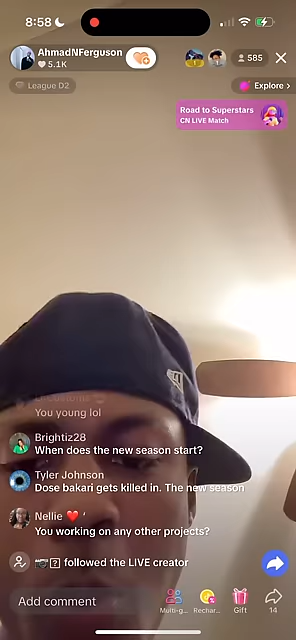 8:58
AhmadNFerguson
5.1K
585
League D2
Explore >
Road to Superstars
CN LIVE Match
You young lol
Brightiz28
When does the new season start?
Tyler Johnson
Dose bakari gets killed in. The new season
Nellie ❤️ ‘
You working on any other projects?
followed the LIVE creator
Add comment
Multi-g...
Rechar...
Gift
14